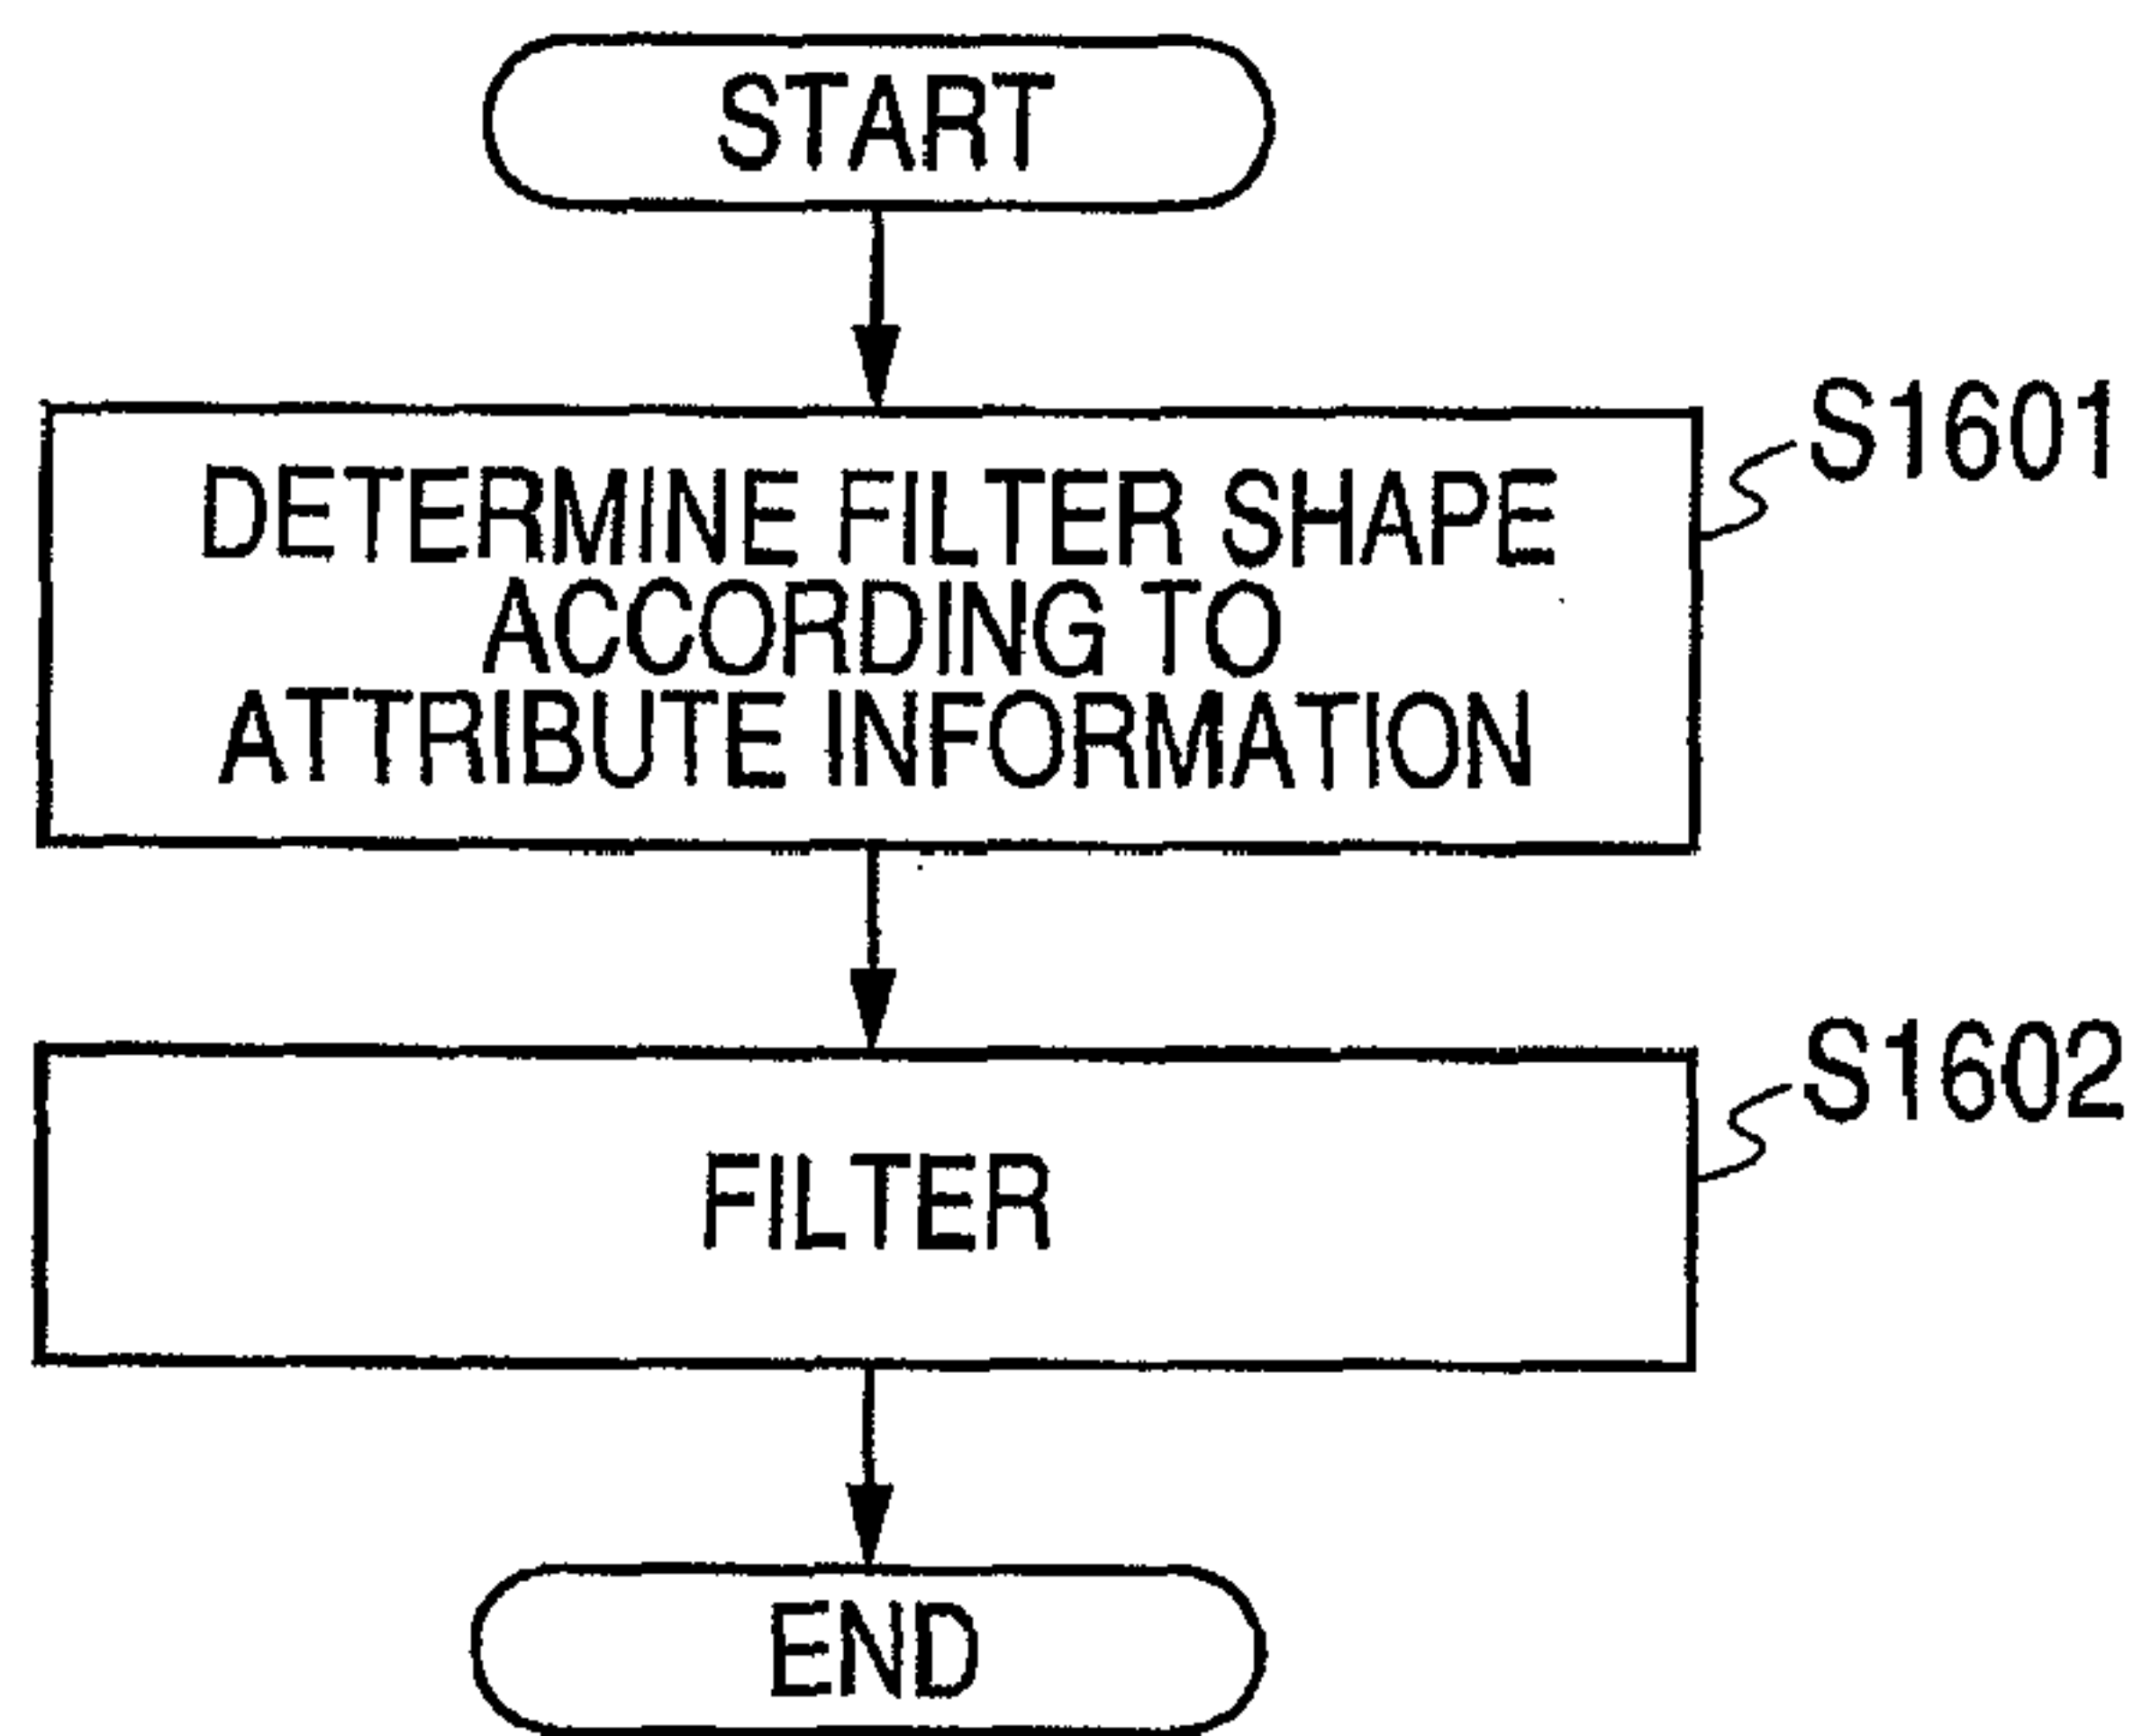 START
S1601
DETERMINE FILTER SHAPE
ACCORDING TO
ATTRIBUTE INFORMATION
S1602
FILTER
END